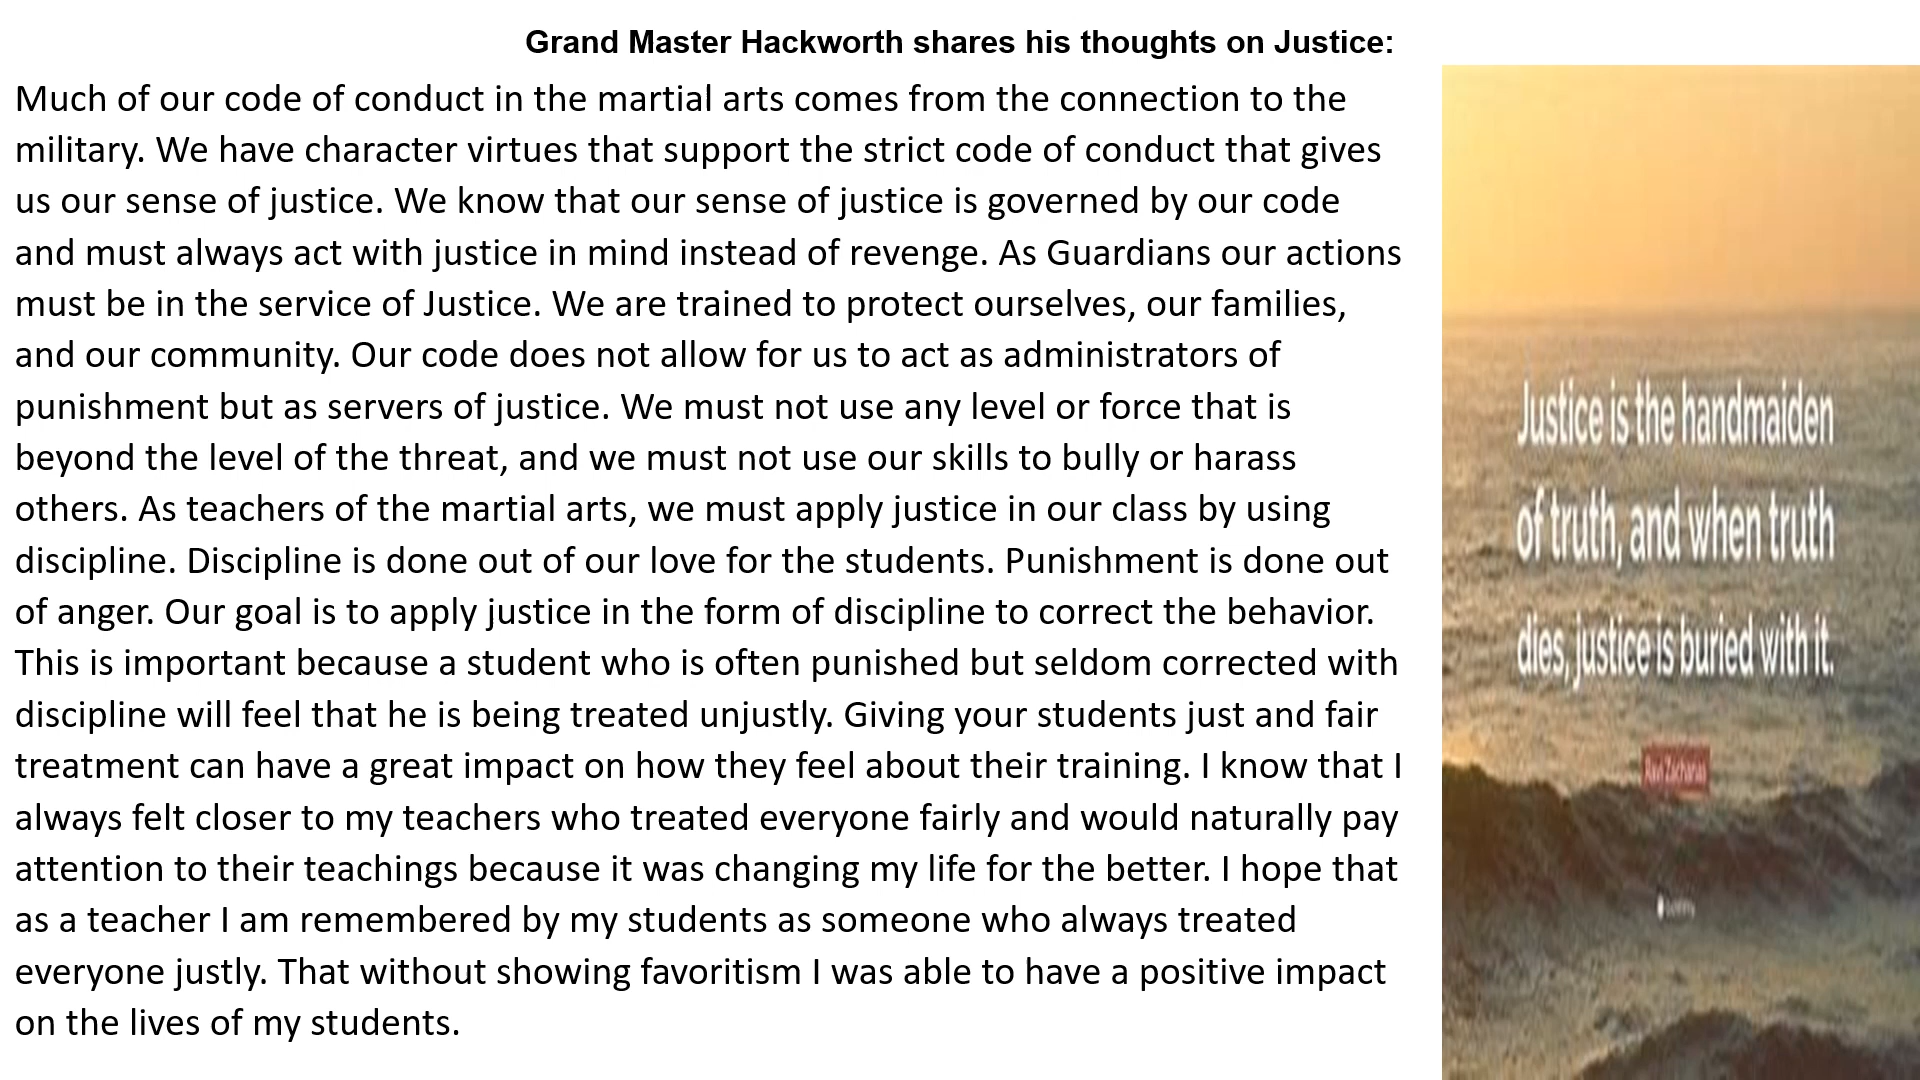 Grand Master Hackworth shares his thoughts on Justice:
Much of our code of conduct in the martial arts comes from the connection to the
military. We have character virtues that support the strict code of conduct that gives
us our sense of justice. We know that our sense of justice is governed by our code
and must always act with justice in mind instead of revenge. As Guardians our actions
must be in the service of Justice. We are trained to protect ourselves, our families,
and our community. Our code does not allow for us to act as administrators of
punishment but as servers of justice. We must not use any level or force that is
beyond the level of the threat, and we must not use our skills to bully or harass
others. As teachers of the martial arts, we must apply justice in our class by using
discipline. Discipline is done out of our love for the students. Punishment is done out
of anger. Our goal is to apply justice in the form of discipline to correct the behavior.
This is important because a student who is often punished but seldom corrected with
discipline will feel that he is being treated unjustly. Giving your students just and fair
treatment can have a great impact on how they feel about their training. I know that I
always felt closer to my teachers who treated everyone fairly and would naturally pay
attention to their teachings because it was changing my life for the better. I hope that
as a teacher I am remembered by my students as someone who always treated
everyone justly. That without showing favoritism I was able to have a positive impact
on the lives of my students.
Justice is the handmaiden
of truth, and when truth
dies, justice is buried with it.
Ravi Zacharias